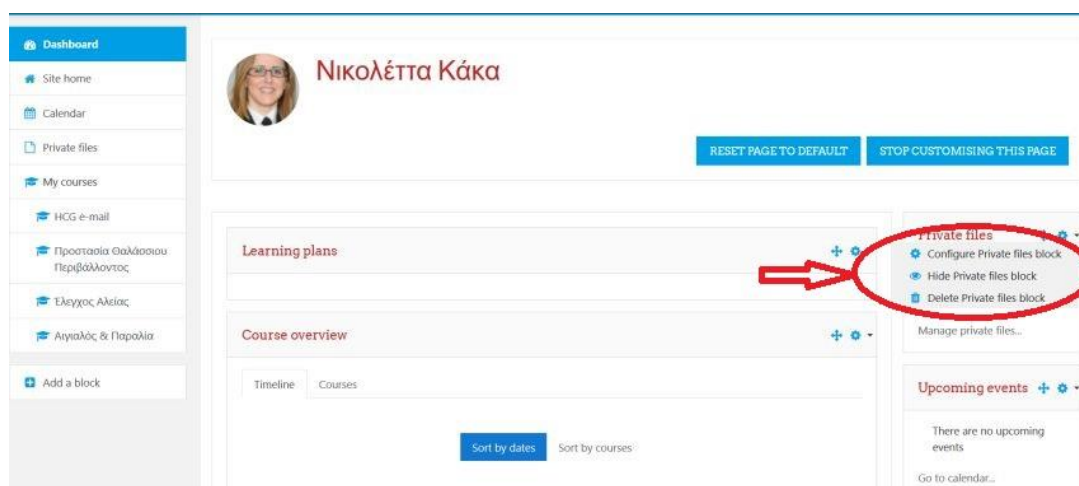 Dashboard
Site home
Calendar
Private files
My courses
HCG e-mail
Προστασία Θαλάσσιου
Περιβάλλοντος
Έλεγχος Αλιείας
Αιγιαλός & Παραλία
Add a block
Νικολέττα Κάκα
RESET PAGE TO DEFAULT
STOP CUSTOMISING THIS PAGE
Learning plans
Course overview
Timeline Courses
Sort by dates Sort by courses
Private files
Configure Private files block
Hide Private files block
Delete Private files block
Manage private files...
Upcoming events
There are no upcoming
events
Go to calendar...